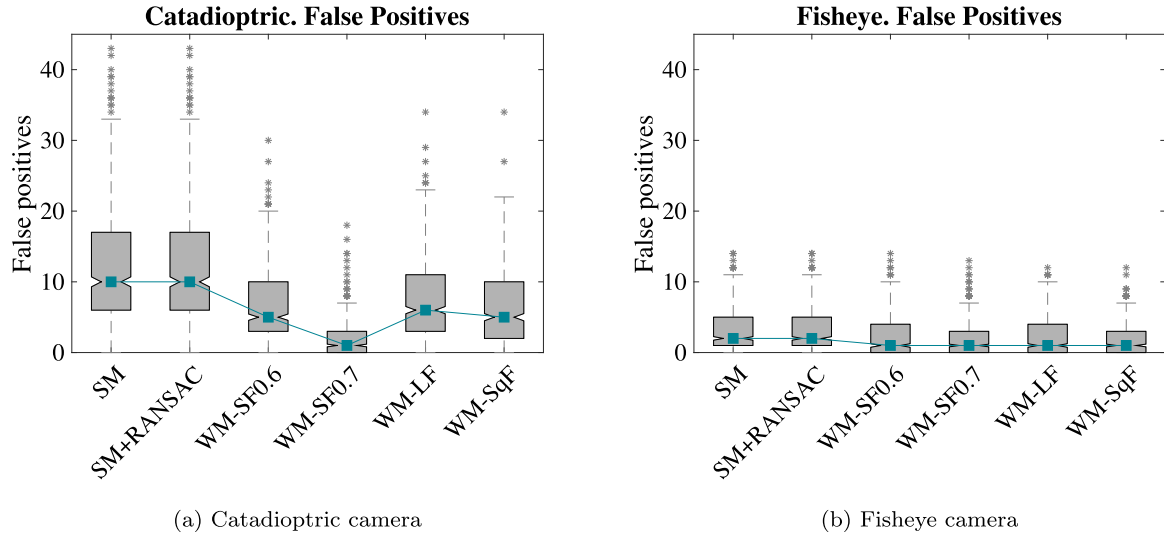 Catadioptric. False Positives
False positives
40
30
20
10
0
SM
SM+RANSAC
WM-SF0.6
WM-SF0.7
WM-LF
WM-SqF
(a) Catadioptric camera
Fisheye. False Positives
False positives
40
30
20
10
0
SM
SM+RANSAC
WM-SF0.6
WM-SF0.7
WM-LF
WM-SqF
(b) Fisheye camera